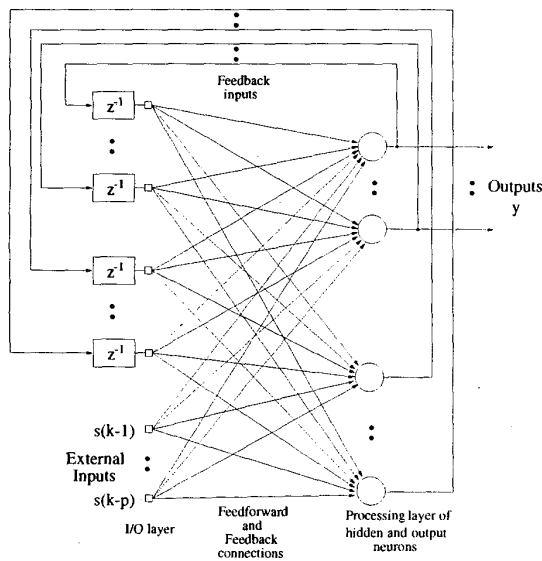 Feedback
inputs
z⁻¹
z⁻¹
z⁻¹
z⁻¹
Outputs
y
s(k-1)
External
Inputs
s(k-p)
I/O layer
Feedforward
and
Feedback
connections
Processing layer of
hidden and output
neurons